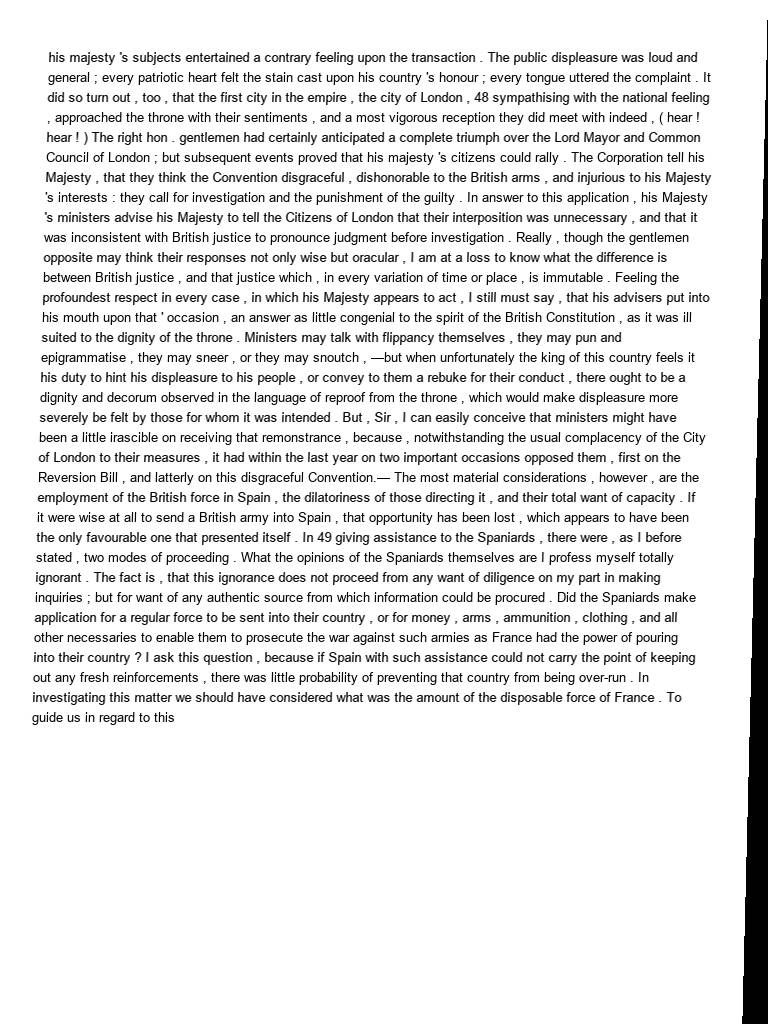 his majesty 's subjects entertained a contrary feeling upon the transaction . The public displeasure was loud and
general ; every patriotic heart felt the stain cast upon his country 's honour ; every tongue uttered the complaint . It
did so turn out , too , that the first city in the empire , the city of London , 48 sympathising with the national feeling
, approached the throne with their sentiments , and a most vigorous reception they did meet with indeed , ( hear !
hear ! ) The right hon . gentlemen had certainly anticipated a complete triumph over the Lord Mayor and Common
Council of London ; but subsequent events proved that his majesty 's citizens could rally . The Corporation tell his
Majesty , that they think the Convention disgraceful , dishonorable to the British arms , and injurious to his Majesty
's interests : they call for investigation and the punishment of the guilty . In answer to this application , his Majesty
's ministers advise his Majesty to tell the Citizens of London that their interposition was unnecessary , and that it
was inconsistent with British justice to pronounce judgment before investigation . Really , though the gentlemen
opposite may think their responses not only wise but oracular , I am at a loss to know what the difference is
between British justice , and that justice which , in every variation of time or place , is immutable . Feeling the
profoundest respect in every case , in which his Majesty appears to act , I still must say , that his advisers put into
his mouth upon that ' occasion , an answer as little congenial to the spirit of the British Constitution , as it was ill
suited to the dignity of the throne . Ministers may talk with flippancy themselves , they may pun and
epigrammatise , they may sneer , or they may snoutch , —but when unfortunately the king of this country feels it
his duty to hint his displeasure to his people , or convey to them a rebuke for their conduct , there ought to be a
dignity and decorum observed in the language of reproof from the throne , which would make displeasure more
severely be felt by those for whom it was intended . But , Sir , I can easily conceive that ministers might have
been a little irascible on receiving that remonstrance , because , notwithstanding the usual complacency of the City
of London to their measures , it had within the last year on two important occasions opposed them , first on the
Reversion Bill , and latterly on this disgraceful Convention.— The most material considerations , however , are the
employment of the British force in Spain , the dilatoriness of those directing it , and their total want of capacity . If
it were wise at all to send a British army into Spain , that opportunity has been lost , which appears to have been
the only favourable one that presented itself . In 49 giving assistance to the Spaniards , there were , as I before
stated , two modes of proceeding . What the opinions of the Spaniards themselves are I profess myself totally
ignorant . The fact is , that this ignorance does not proceed from any want of diligence on my part in making
inquiries ; but for want of any authentic source from which information could be procured . Did the Spaniards make
application for a regular force to be sent into their country , or for money , arms , ammunition , clothing , and all
other necessaries to enable them to prosecute the war against such armies as France had the power of pouring
into their country ? I ask this question , because if Spain with such assistance could not carry the point of keeping
out any fresh reinforcements , there was little probability of preventing that country from being over-run . In
investigating this matter we should have considered what was the amount of the disposable force of France . To
guide us in regard to this